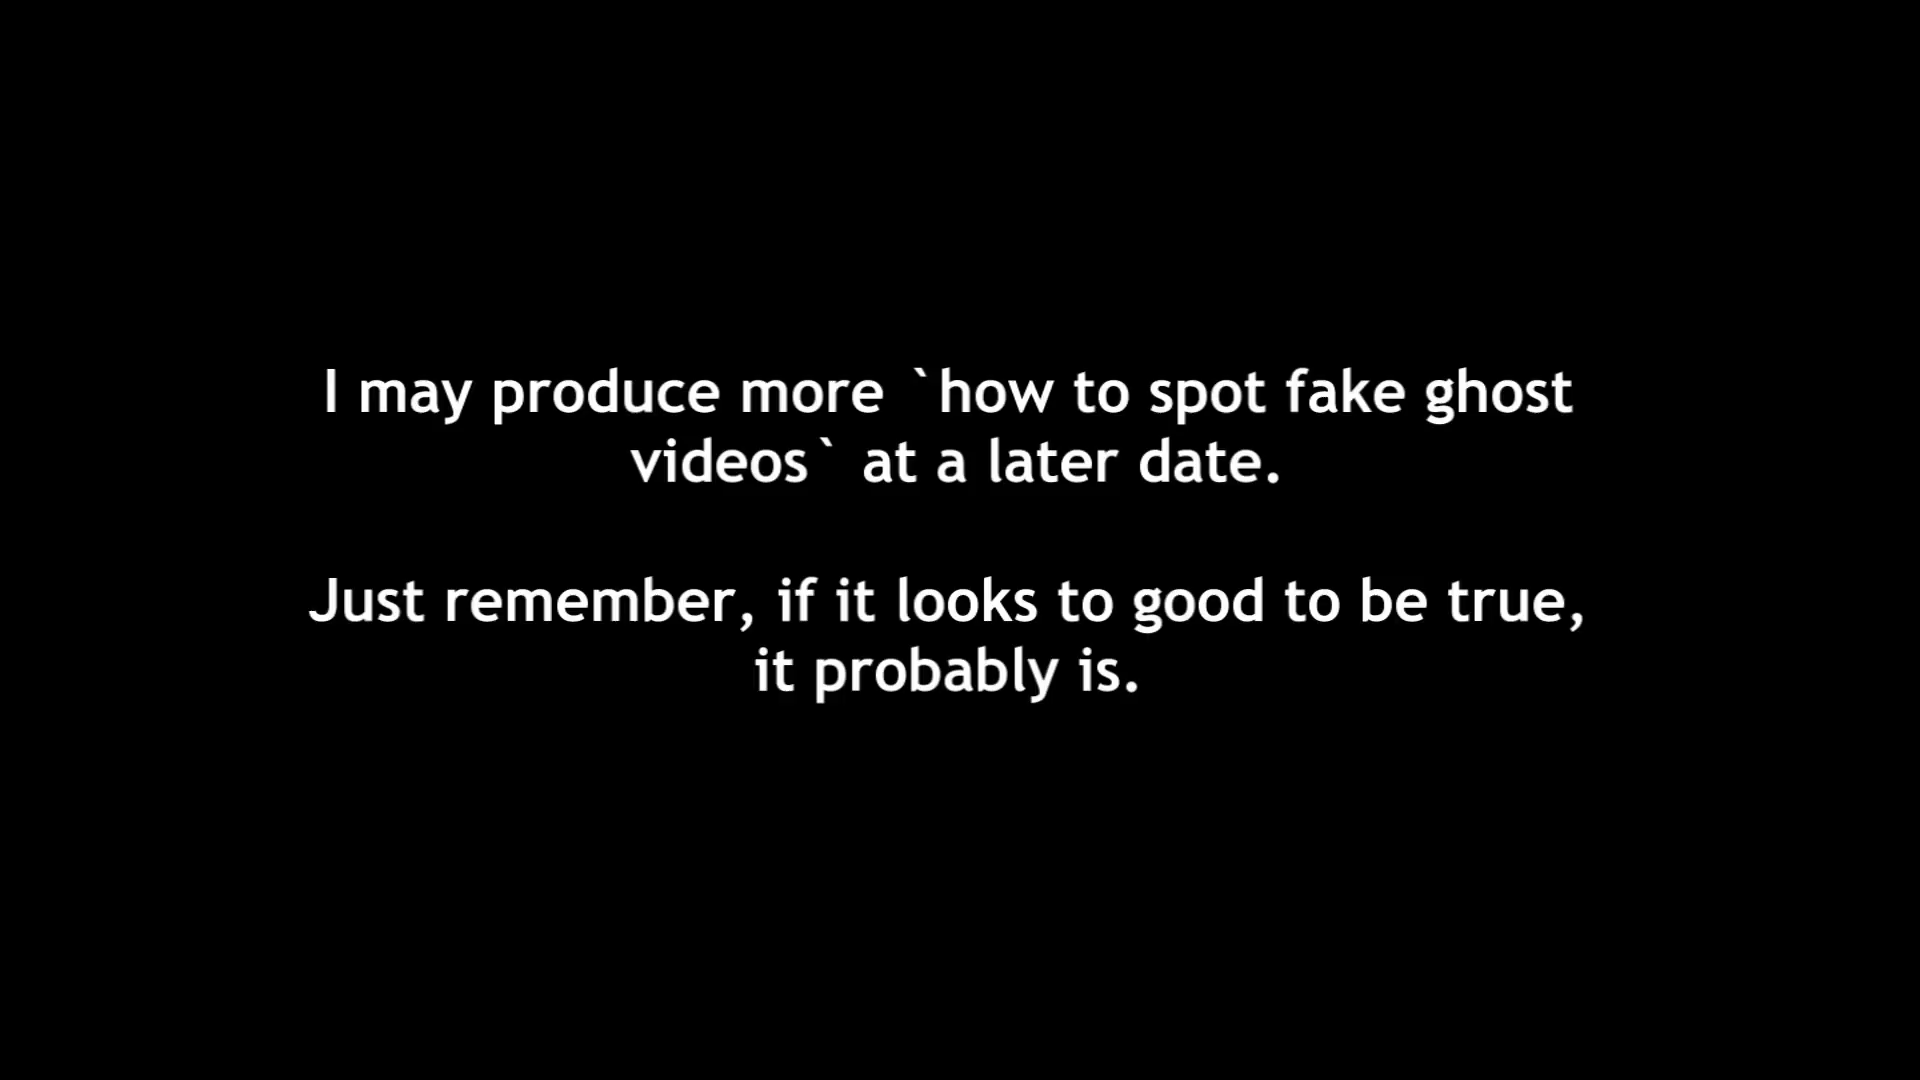 I may produce more `how to spot fake ghost
videos` at a later date.
Just remember, if it looks to good to be true,
it probably is.